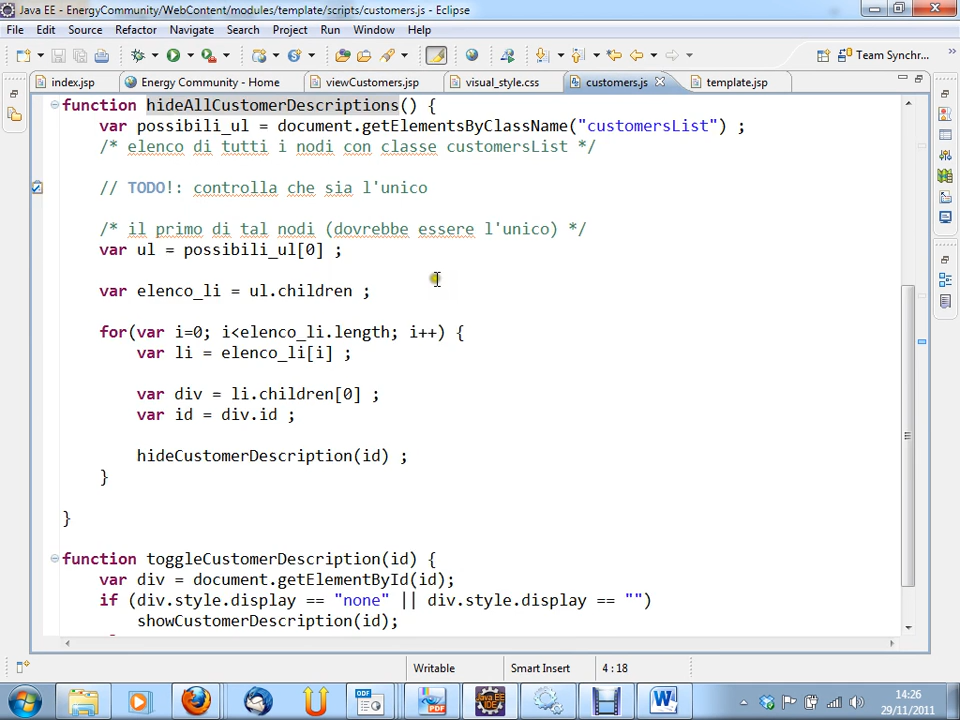 Java EE - EnergyCommunity/WebContent/modules/template/scripts/customers.js - Eclipse
File Edit Source Refactor Navigate Search Project Run Window Help
Team Synchr...
index.jsp Energy Community - Home viewCustomers.jsp visual_style.css customers.js template.jsp
function hideAllCustomerDescriptions() {
var possibili_ul = document.getElementsByClassName("customersList") ;
/* elenco di tutti i nodi con classe customersList */
// TODO!: controlla che sia l'unico
/* il primo di tal nodi (dovrebbe essere l'unico) */
var ul = possibili_ul[0] ;
var elenco_li = ul.children ;
for(var i=0; i<elenco_li.length; i++) {
var li = elenco_li[i] ;
var div = li.children[0] ;
var id = div.id ;
hideCustomerDescription(id) ;
}
}
function toggleCustomerDescription(id) {
var div = document.getElementById(id);
if (div.style.display == "none" || div.style.display == "")
showCustomerDescription(id);
Writable Smart Insert 4 : 18
14:26
29/11/2011